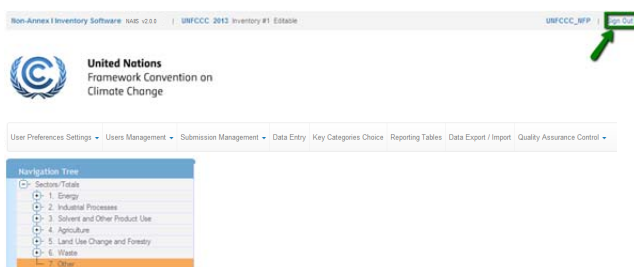 Non-Annex I Inventory Software NAIIS v2.0.0 | UNFCCC 2013 Inventory #1 Editable UNFCCC_NFP | Sign Out
United Nations
Framework Convention on
Climate Change
User Preferences Settings Users Management Submission Management Data Entry Key Categories Choice Reporting Tables Data Export / Import Quality Assurance Control
Navigation Tree
Sectors/Totals
1. Energy
2. Industrial Processes
3. Solvent and Other Product Use
4. Agriculture
5. Land Use Change and Forestry
6. Waste
7. Other